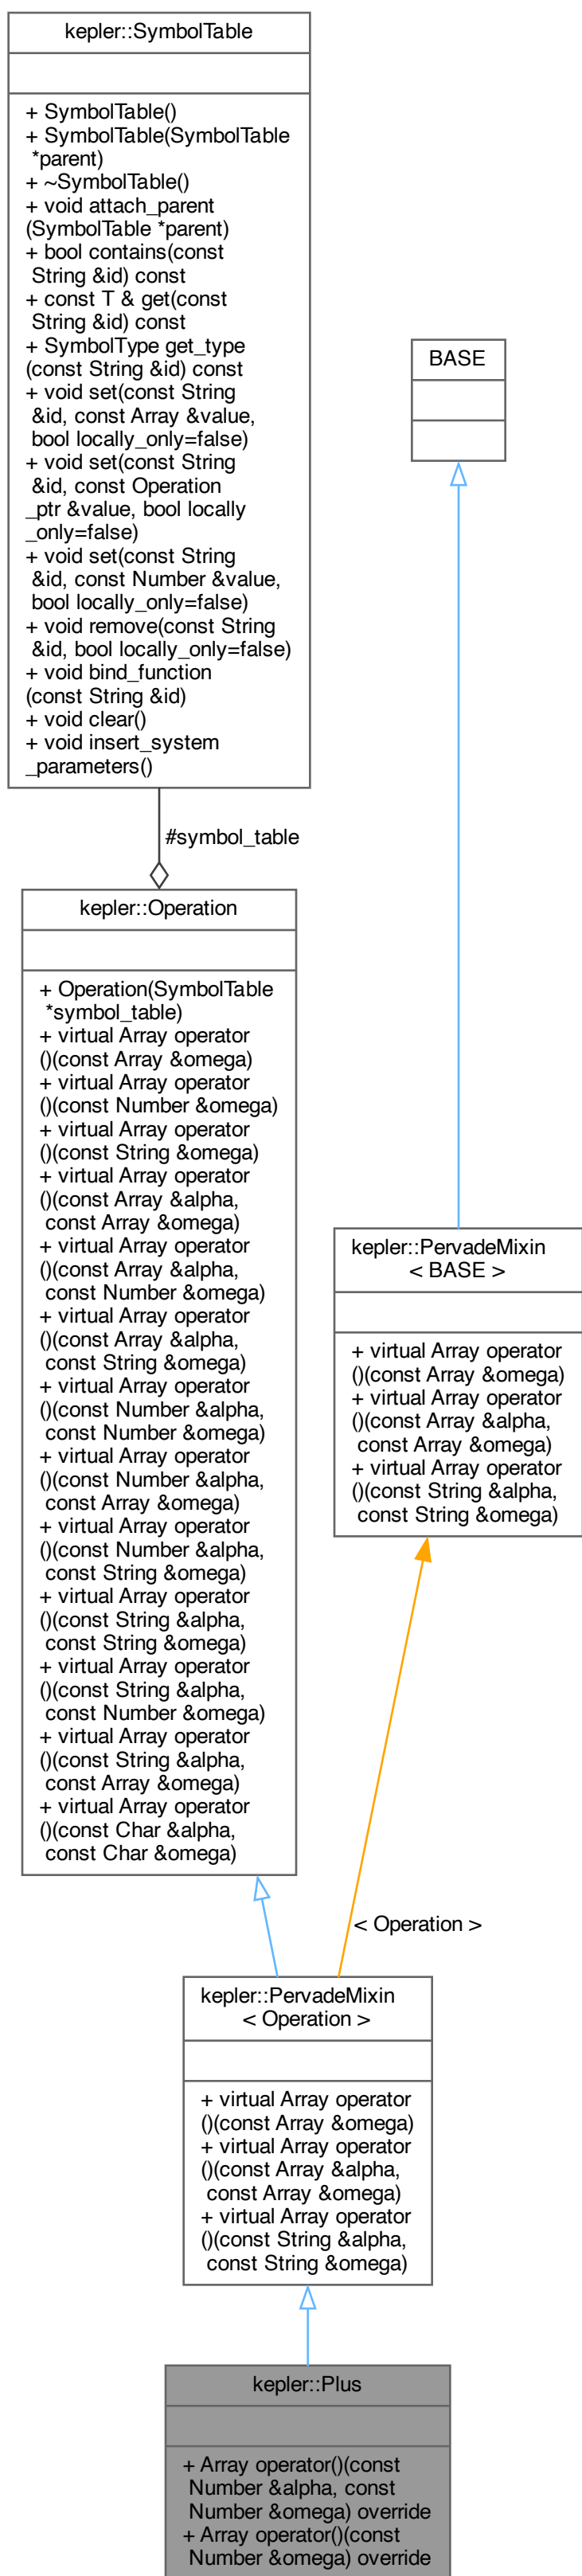 kepler::SymbolTable
+ SymbolTable()
+ SymbolTable(SymbolTable
*parent)
+ ~SymbolTable()
+ void attach_parent
(SymbolTable *parent)
+ bool contains(const
String &id) const
+ const T & get(const
String &id) const
+ SymbolType get_type
(const String &id) const
+ void set(const String
&id, const Array &value,
bool locally_only=false)
+ void set(const String
&id, const Operation
_ptr &value, bool locally
_only=false)
+ void set(const String
&id, const Number &value,
bool locally_only=false)
+ void remove(const String
&id, bool locally_only=false)
+ void bind_function
(const String &id)
+ void clear()
+ void insert_system
_parameters()
BASE
#symbol_table
kepler::Operation
+ Operation(SymbolTable
*symbol_table)
+ virtual Array operator
()(const Array &omega)
+ virtual Array operator
()(const Number &omega)
+ virtual Array operator
()(const String &omega)
+ virtual Array operator
()(const Array &alpha,
const Array &omega)
+ virtual Array operator
()(const Array &alpha,
const Number &omega)
+ virtual Array operator
()(const Array &alpha,
const String &omega)
+ virtual Array operator
()(const Number &alpha,
const Number &omega)
+ virtual Array operator
()(const Number &alpha,
const Array &omega)
+ virtual Array operator
()(const Number &alpha,
const String &omega)
+ virtual Array operator
()(const String &alpha,
const String &omega)
+ virtual Array operator
()(const String &alpha,
const Number &omega)
+ virtual Array operator
()(const String &alpha,
const Array &omega)
+ virtual Array operator
()(const Char &alpha,
const Char &omega)
kepler::PervadeMixin
< BASE >
+ virtual Array operator
()(const Array &omega)
+ virtual Array operator
()(const Array &alpha,
const Array &omega)
+ virtual Array operator
()(const String &alpha,
const String &omega)
< Operation >
kepler::PervadeMixin
< Operation >
+ virtual Array operator
()(const Array &omega)
+ virtual Array operator
()(const Array &alpha,
const Array &omega)
+ virtual Array operator
()(const String &alpha,
const String &omega)
kepler::Plus
+ Array operator()(const
Number &alpha, const
Number &omega) override
+ Array operator()(const
Number &omega) override